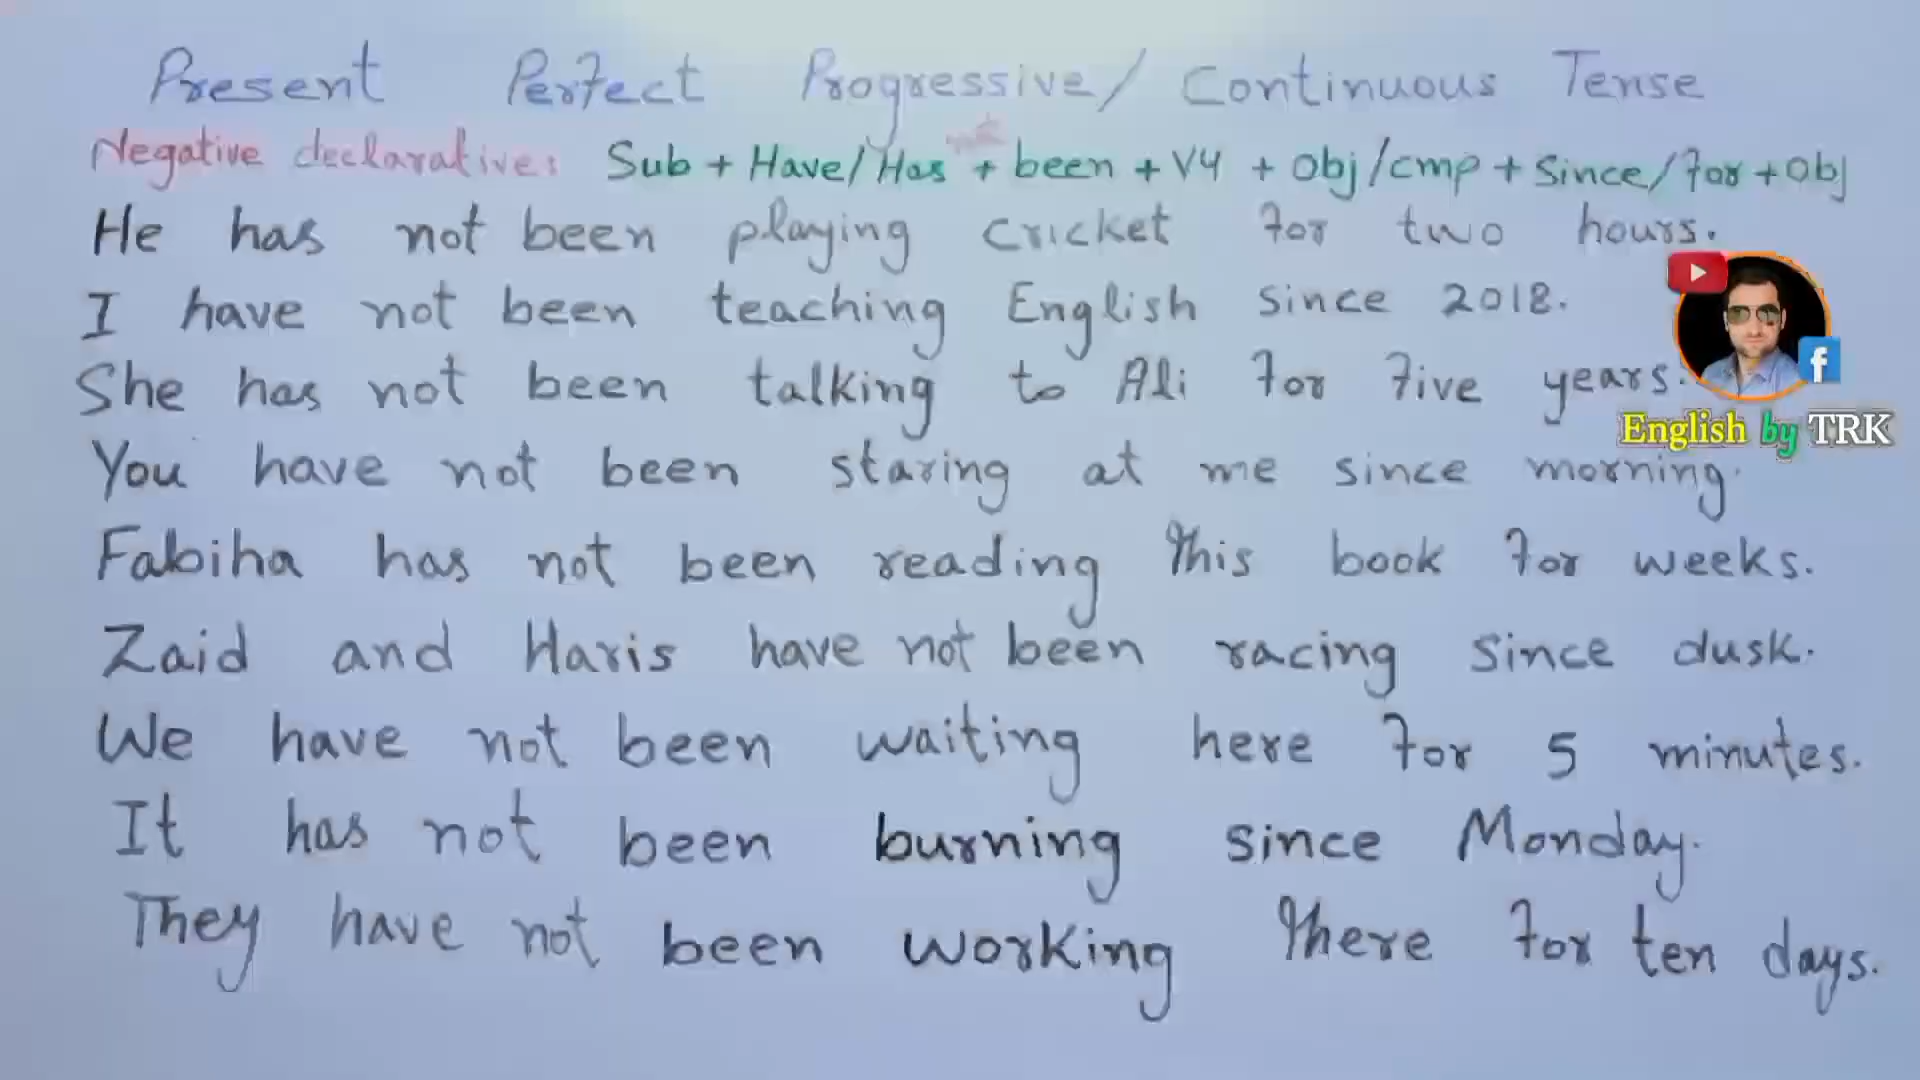 Present Perfect Progressive/ Continuous Tense
Negative declaratives: Sub + Have/Has not + been + V4 + Obj/cmp + Since/for + Obj
He has not been playing cricket for two hours.
I have not been teaching English since 2018.
She has not been talking to Ali for five years.
You have not been staring at me since morning.
Fabiha has not been reading this book for weeks.
Zaid and Haris have not been racing since dusk.
We have not been waiting here for 5 minutes.
It has not been burning since Monday.
They have not been working there for ten days.
f
English by TRK